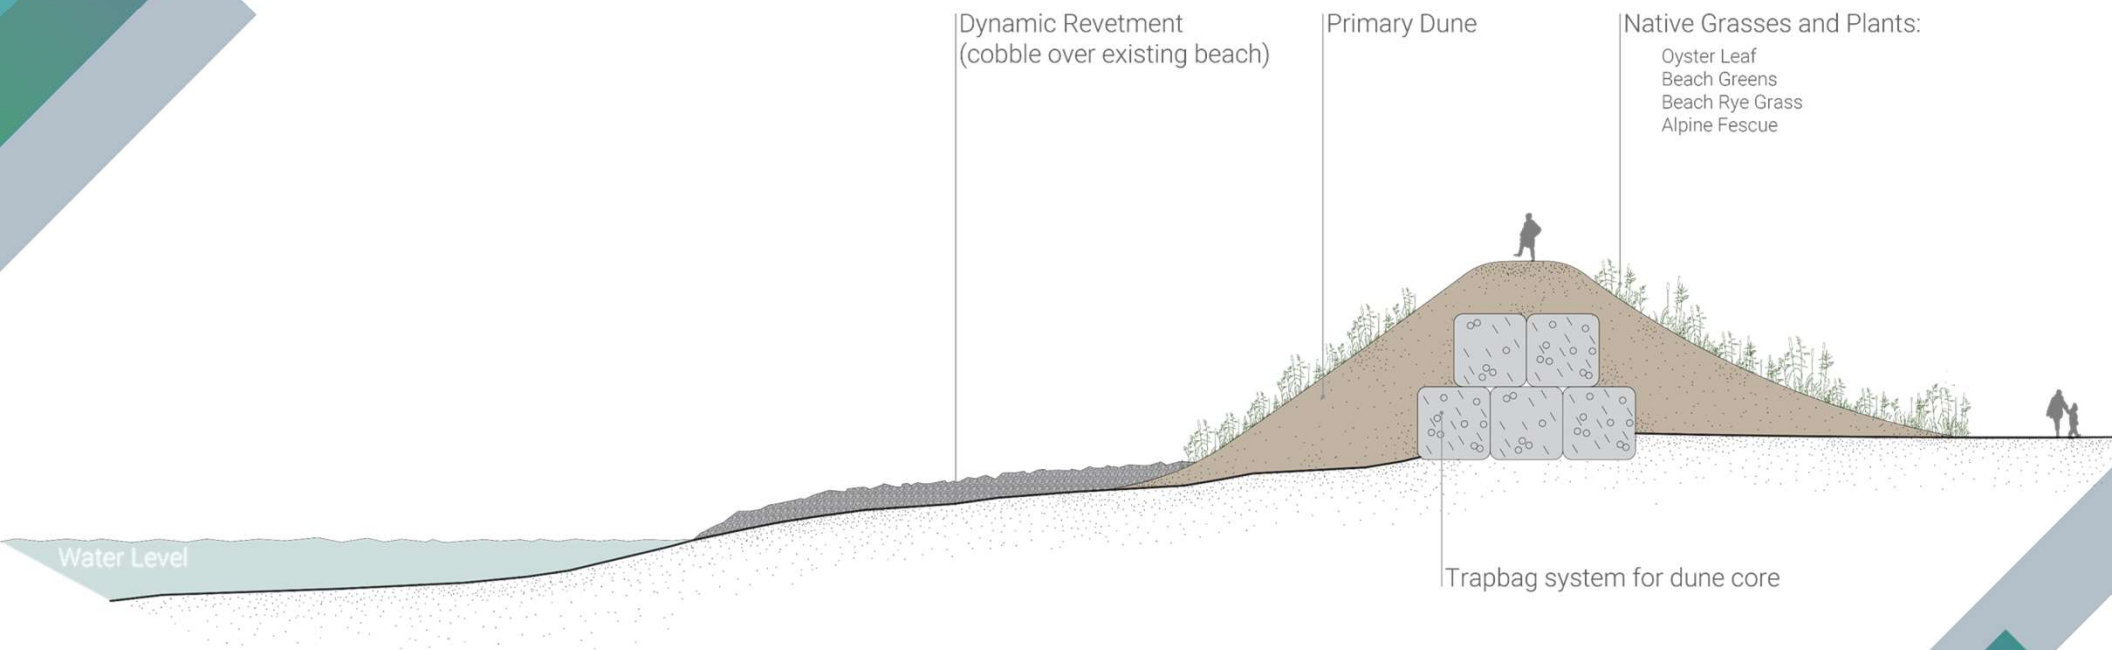 Dynamic Revetment
(cobble over existing beach)
Primary Dune
Native Grasses and Plants:
Oyster Leaf
Beach Greens
Beach Rye Grass
Alpine Fescue
Water Level
Trapbag system for dune core